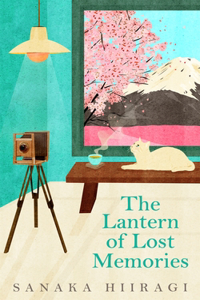 The
Lantern
of Lost
Memories
SANAKA HIIRAGI